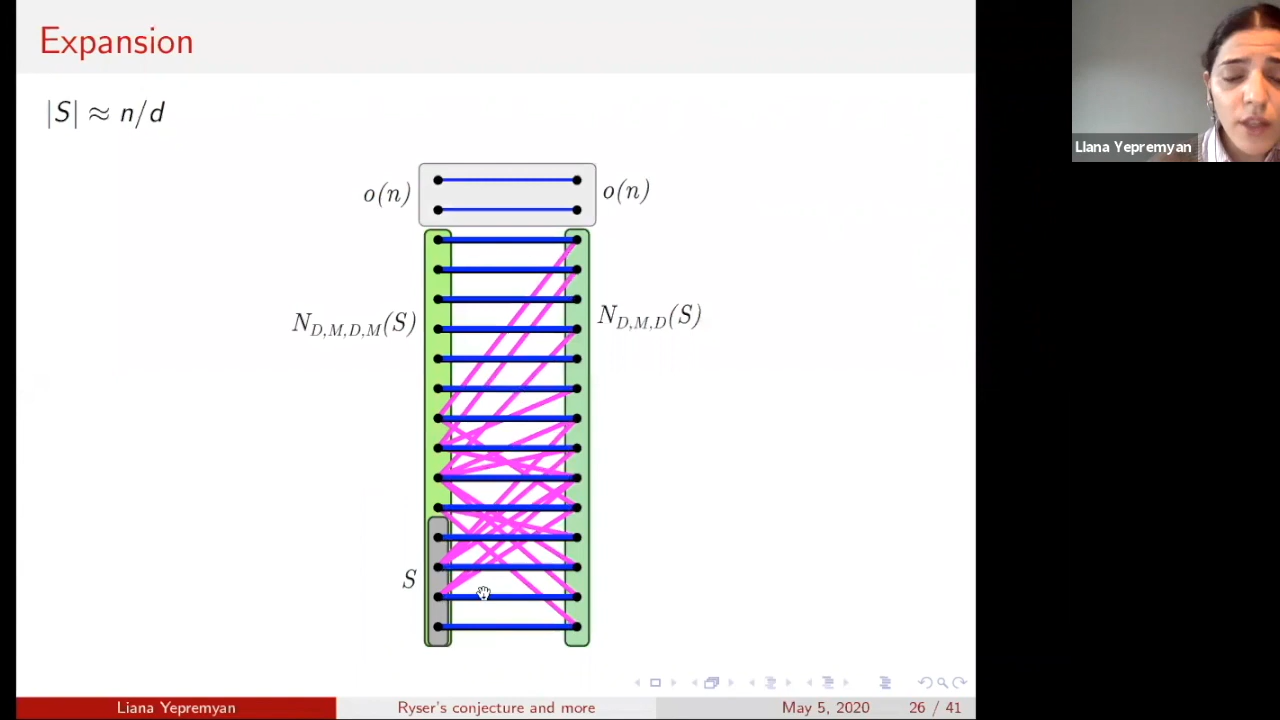 Expansion
|S| ≈ n/d
o(n)
o(n)
N_{D,M,D,M}(S)
N_{D,M,D}(S)
S
LIana Yepremyan
Liana Yepremyan
Ryser's conjecture and more
May 5, 2020
26 / 41